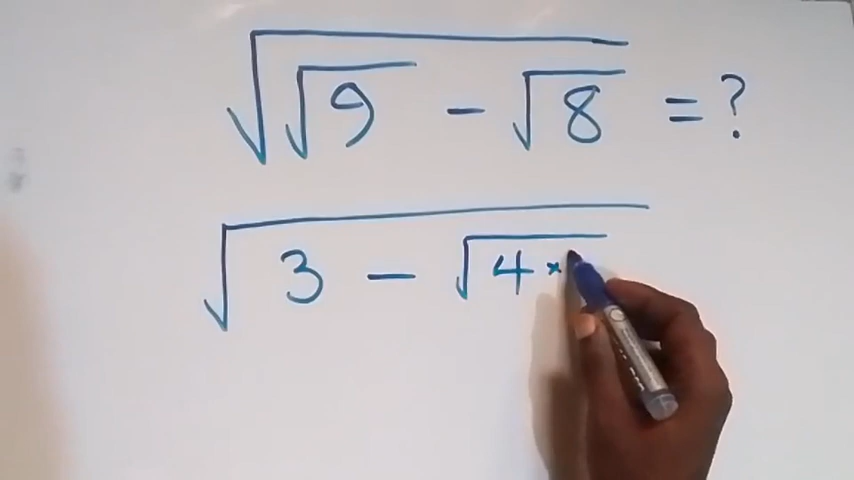 √(√9 - √8) = ?
√(3 - √(4 ×